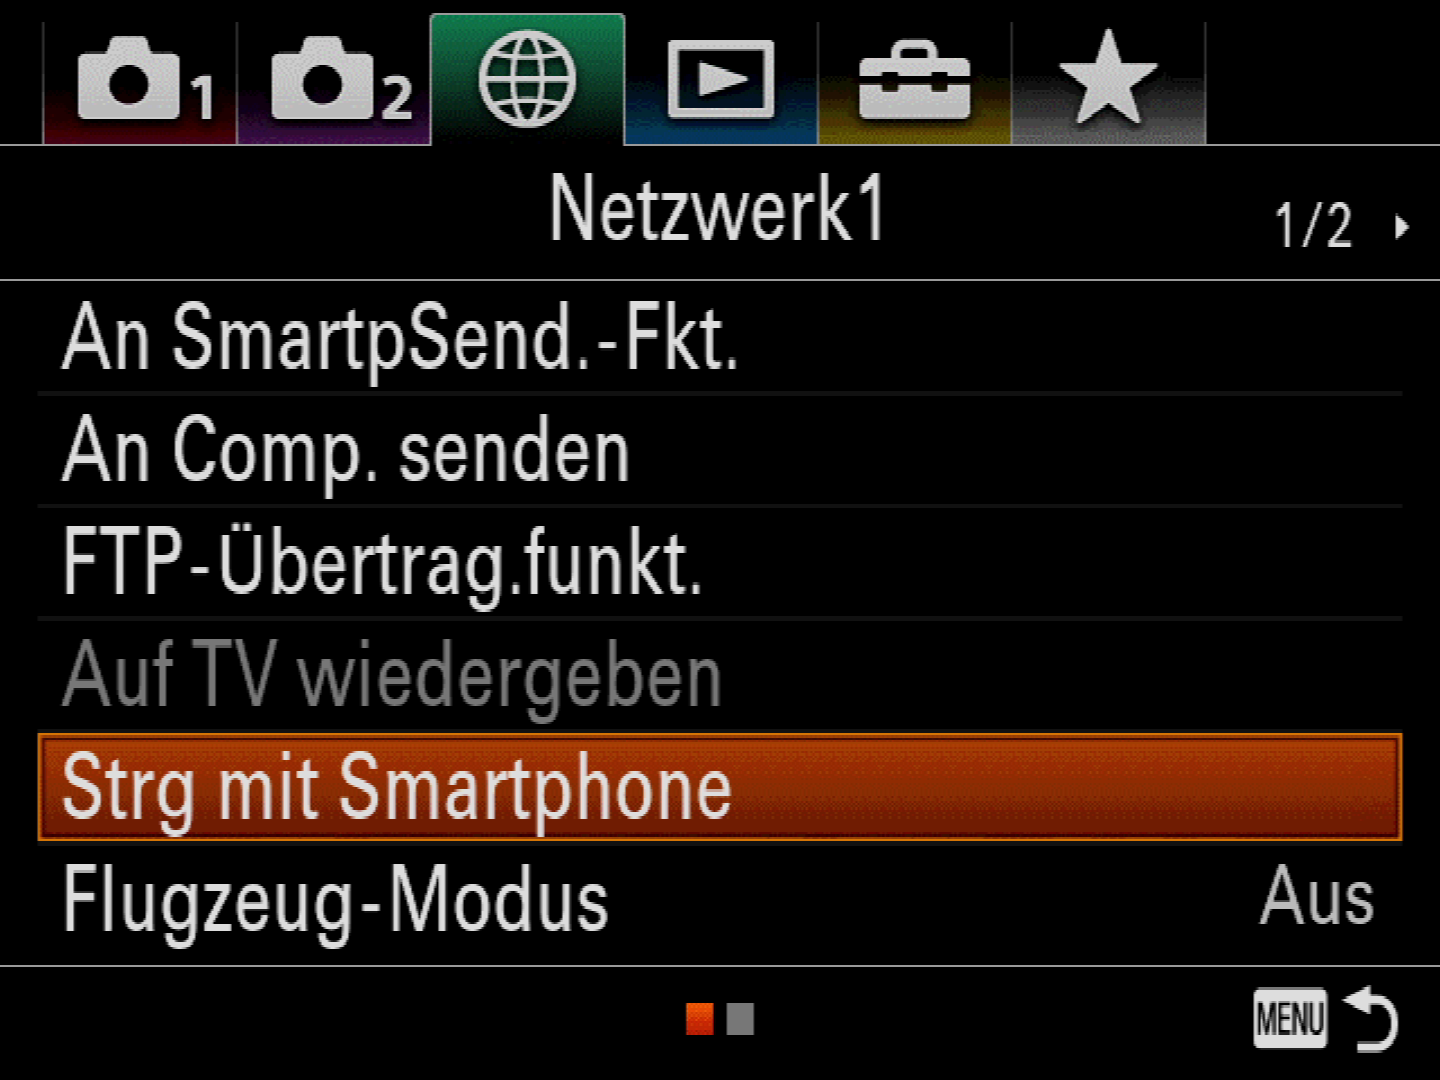 1
2
Netzwerk1
1/2
An SmartpSend.-Fkt.
An Comp. senden
FTP-Übertrag.funkt.
Auf TV wiedergeben
Strg mit Smartphone
Flugzeug-Modus Aus
MENU